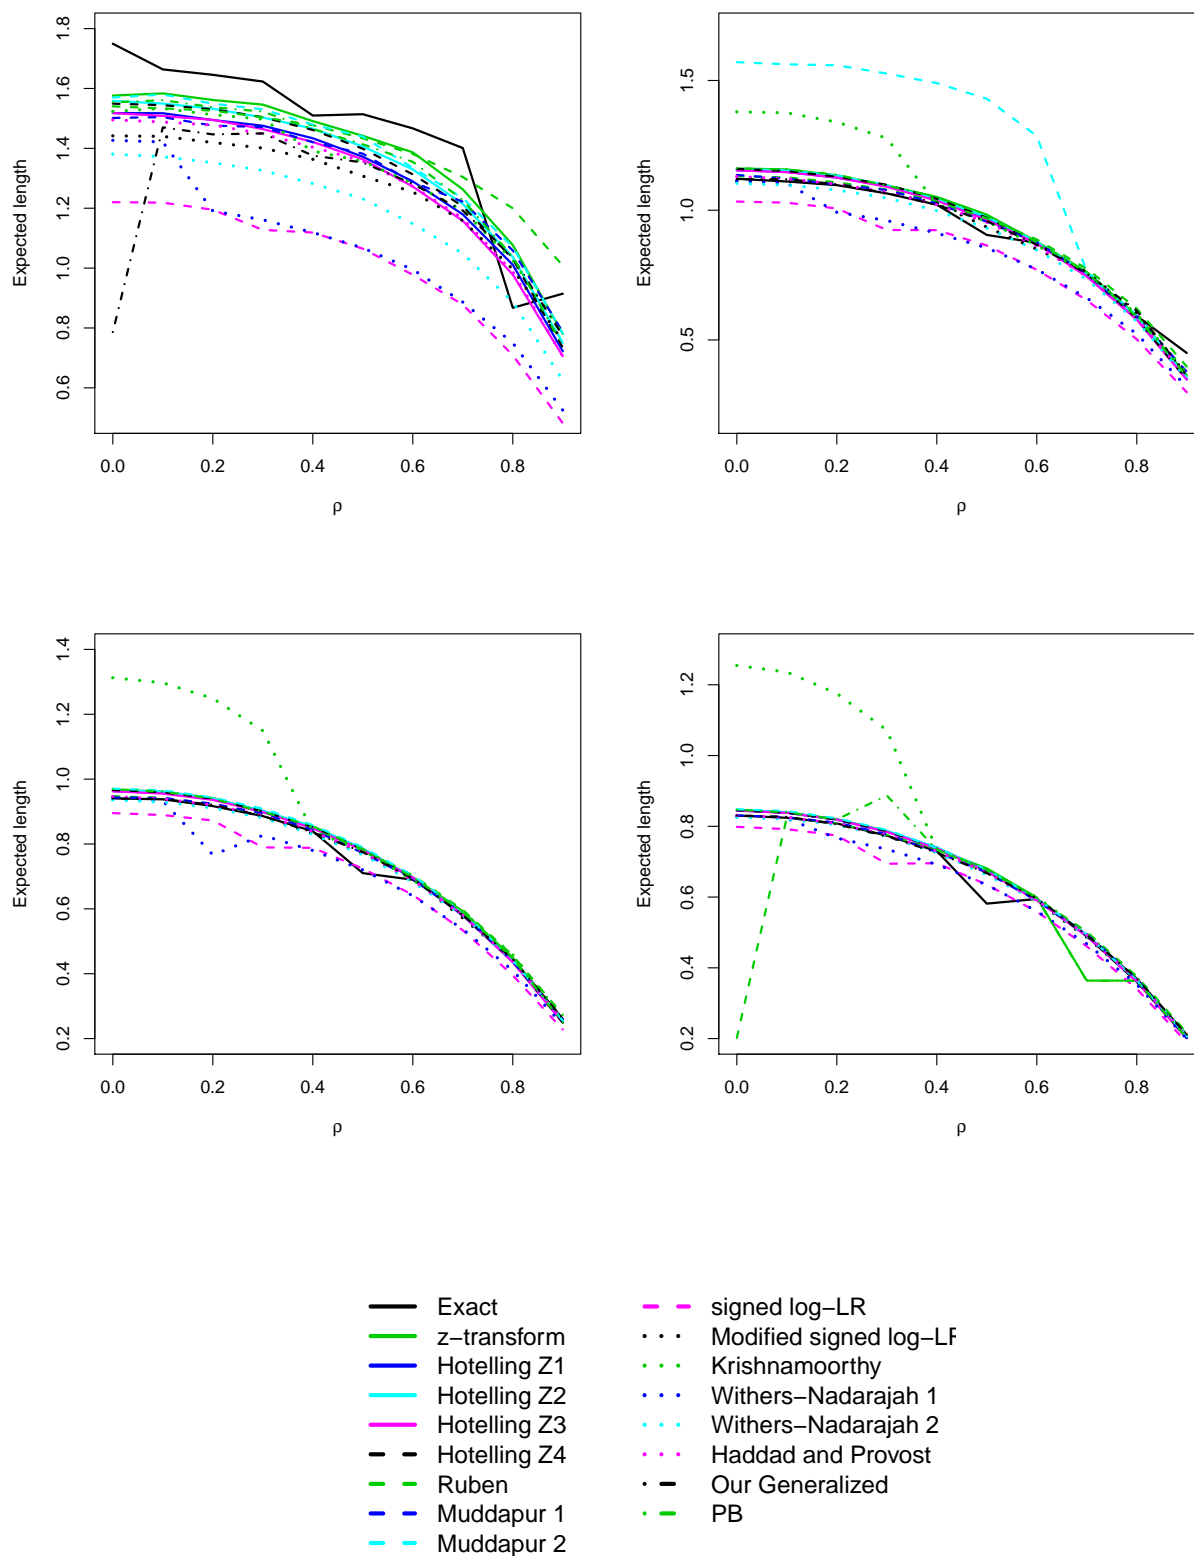 0.6 0.8 1.0 1.2 1.4 1.6 1.8
Expected length
0.0 0.2 0.4 0.6 0.8
ρ
0.5 1.0 1.5
Expected length
0.0 0.2 0.4 0.6 0.8
ρ
0.2 0.4 0.6 0.8 1.0 1.2 1.4
Expected length
0.0 0.2 0.4 0.6 0.8
ρ
0.2 0.4 0.6 0.8 1.0 1.2
Expected length
0.0 0.2 0.4 0.6 0.8
ρ
Exact
z−transform
Hotelling Z1
Hotelling Z2
Hotelling Z3
Hotelling Z4
Ruben
Muddapur 1
Muddapur 2
signed log−LR
Modified signed log−LF
Krishnamoorthy
Withers−Nadarajah 1
Withers−Nadarajah 2
Haddad and Provost
Our Generalized
PB